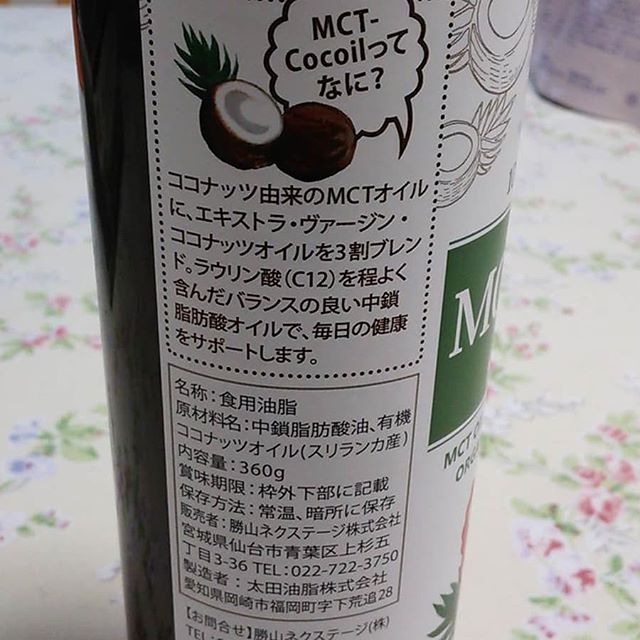 MCT-
Cocoilって
なに?
ココナッツ由来のMCTオイル
に、エキストラ・ヴァージン・
ココナッツオイルを3割ブレン
ド。ラウリン酸(C12)を程よく
含んだバランスの良い中鎖
脂肪酸オイルで、毎日の健康
をサポートします。
名称:食用油脂
原材料名:中鎖脂肪酸油、有機
ココナッツオイル(スリランカ産)
内容量:360g
賞味期限:枠外下部に記載
保存方法:常温、暗所に保存
販売者:勝山ネクステージ株式会社
宮城県仙台市青葉区上杉五
丁目3-36 TEL:022-722-3750
製造者:太田油脂株式会社
愛知県岡崎市福岡町字下荒追28
【お問合せ】勝山ネクステージ(株)
TEL:
MCT